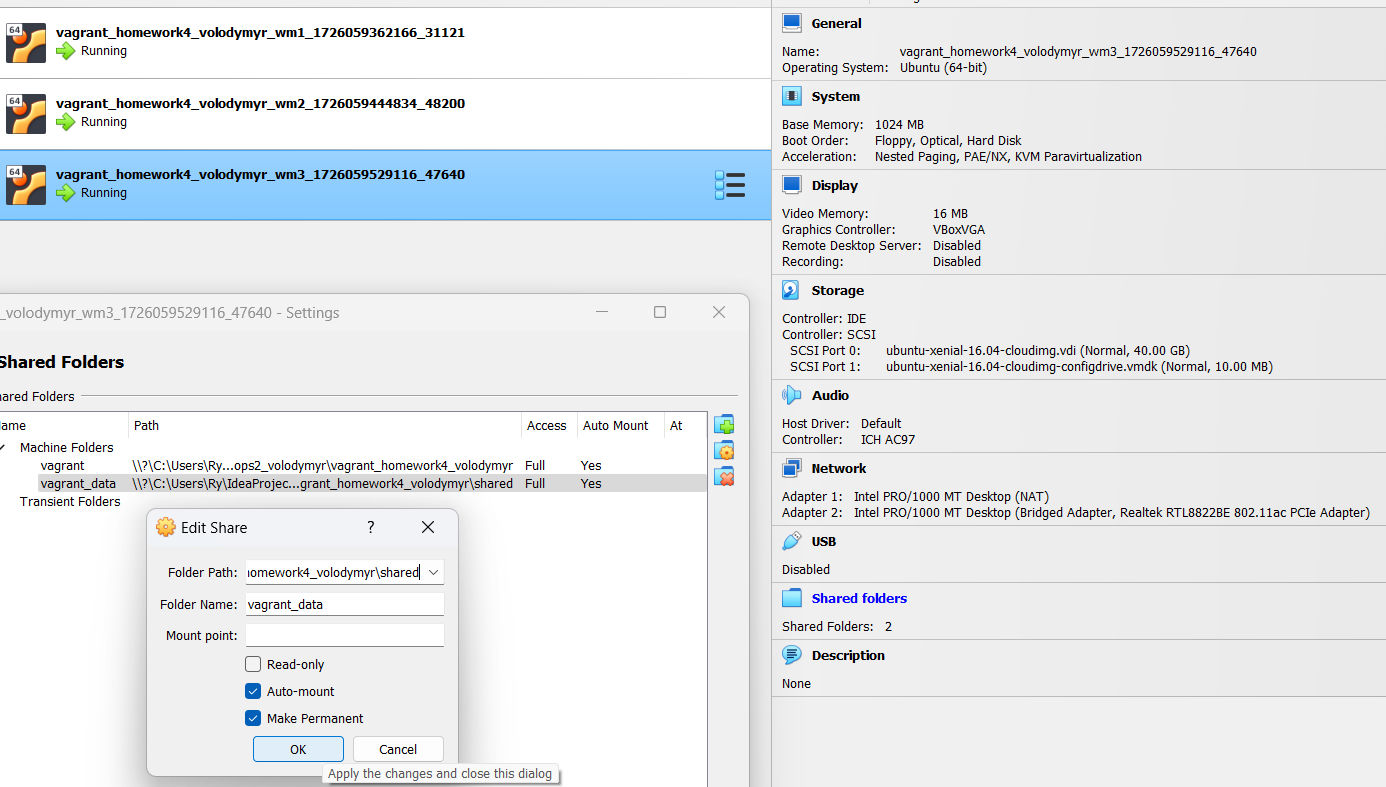 64
vagrant_homework4_volodymyr_wm1_1726059362166_31121
Running
64
vagrant_homework4_volodymyr_wm2_1726059444834_48200
Running
64
vagrant_homework4_volodymyr_wm3_1726059529116_47640
Running
_volodymyr_wm3_1726059529116_47640 - Settings
Shared Folders
ared Folders
ame Path Access Auto Mount At
Machine Folders
vagrant \\?\C:\Users\Ry...ops2_volodymyr\vagrant_homework4_volodymyr Full Yes
vagrant_data \\?\C:\Users\Ry\IdeaProjec...grant_homework4_volodymyr\shared Full Yes
Transient Folders
Edit Share ?
Folder Path: omework4_volodymyr\shared
Folder Name: vagrant_data
Mount point:
Read-only
Auto-mount
Make Permanent
OK Cancel
Apply the changes and close this dialog
General
Name: vagrant_homework4_volodymyr_wm3_1726059529116_47640
Operating System: Ubuntu (64-bit)
System
Base Memory: 1024 MB
Boot Order: Floppy, Optical, Hard Disk
Acceleration: Nested Paging, PAE/NX, KVM Paravirtualization
Display
Video Memory: 16 MB
Graphics Controller: VBoxVGA
Remote Desktop Server: Disabled
Recording: Disabled
Storage
Controller: IDE
Controller: SCSI
SCSI Port 0: ubuntu-xenial-16.04-cloudimg.vdi (Normal, 40.00 GB)
SCSI Port 1: ubuntu-xenial-16.04-cloudimg-configdrive.vmdk (Normal, 10.00 MB)
Audio
Host Driver: Default
Controller: ICH AC97
Network
Adapter 1: Intel PRO/1000 MT Desktop (NAT)
Adapter 2: Intel PRO/1000 MT Desktop (Bridged Adapter, Realtek RTL8822BE 802.11ac PCIe Adapter)
USB
Disabled
Shared folders
Shared Folders: 2
Description
None